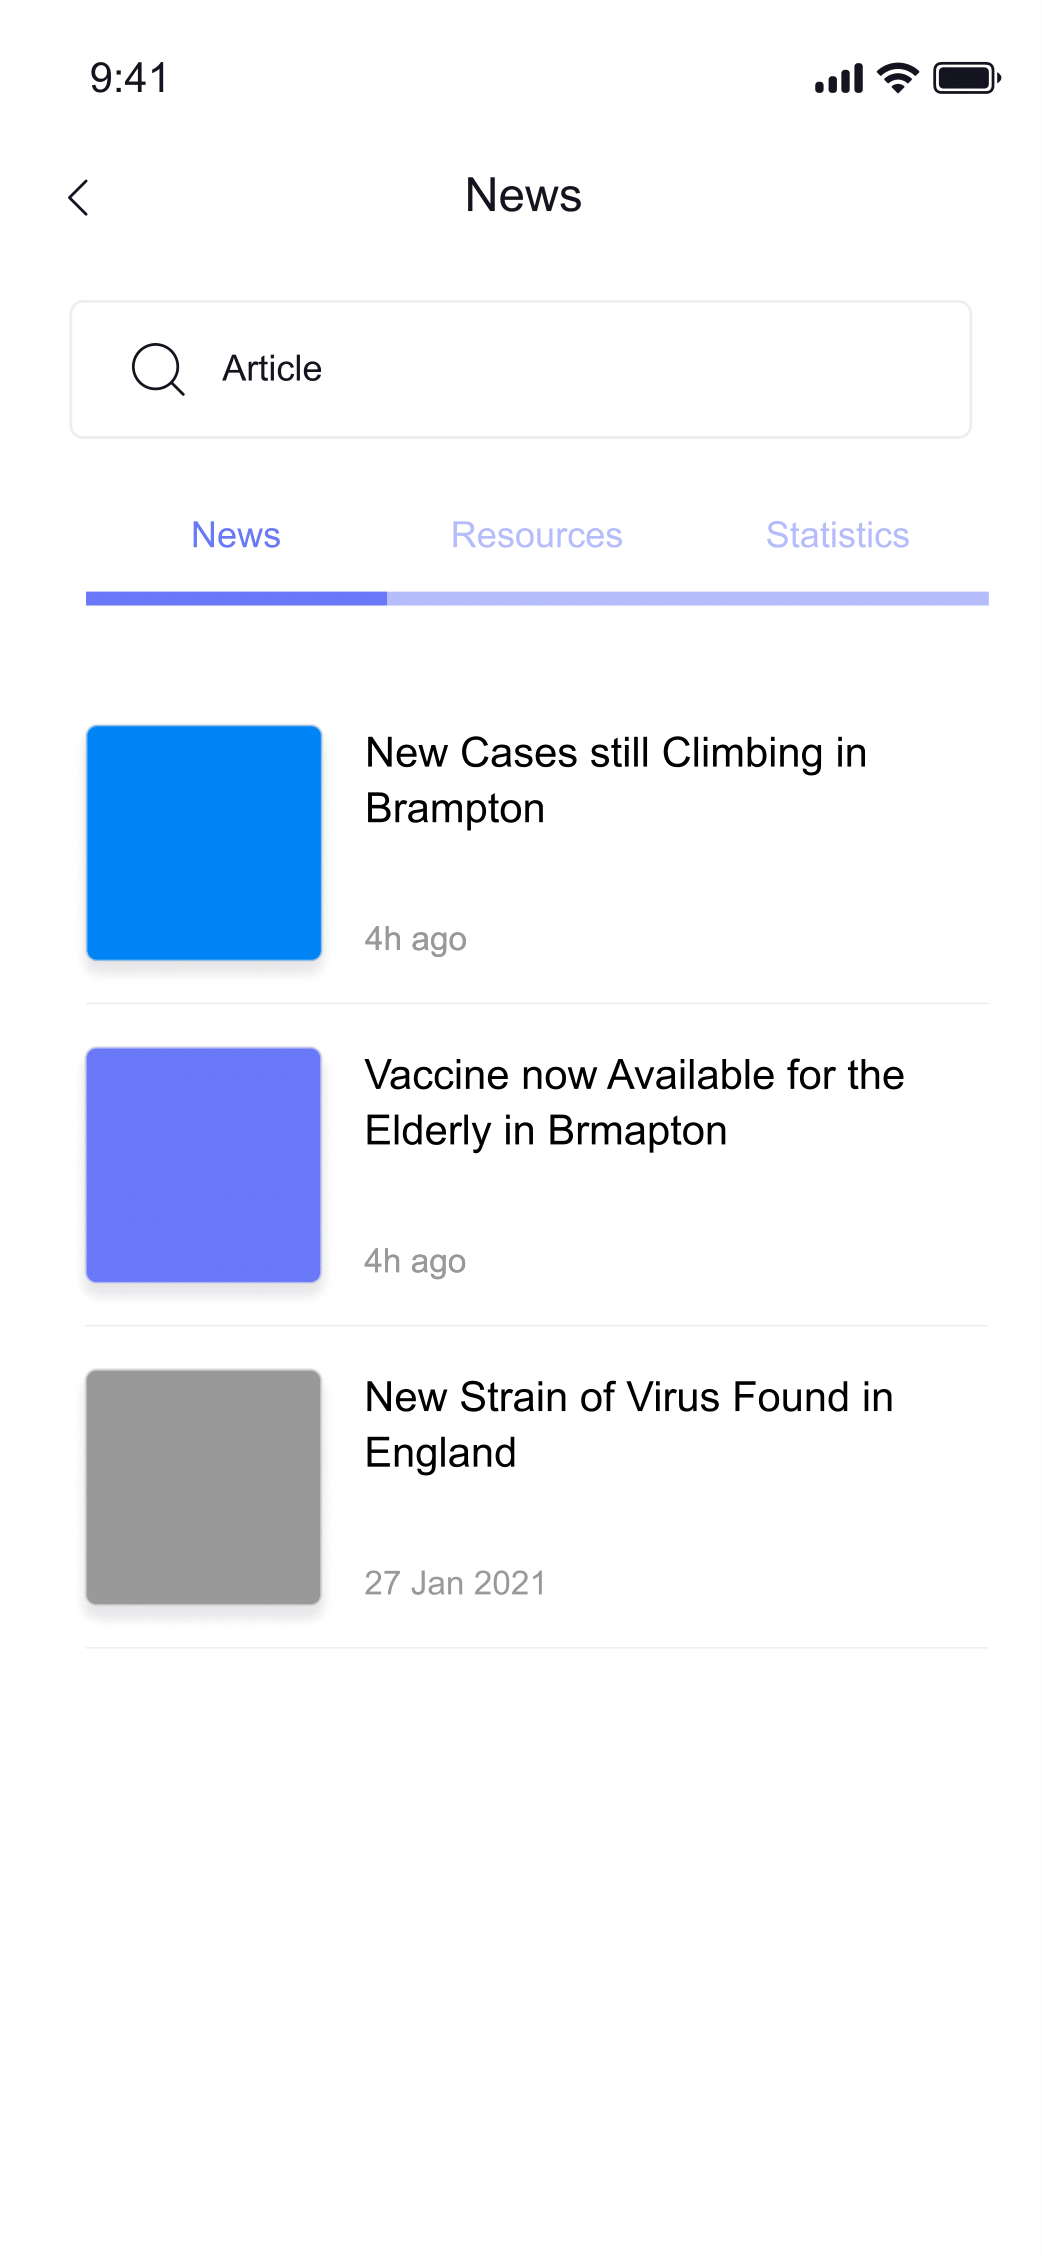 9:41
News
Article
News Resources Statistics
New Cases still Climbing in
Brampton
4h ago
Vaccine now Available for the
Elderly in Brmapton
4h ago
New Strain of Virus Found in
England
27 Jan 2021